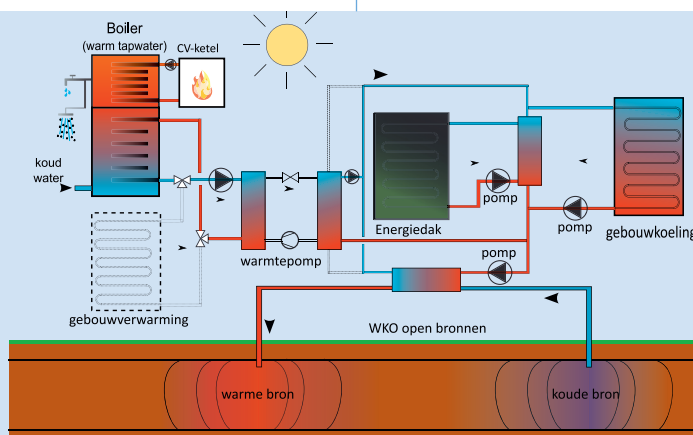 Boiler
(warm tapwater)
CV-ketel
koud
water
Energiedak
pomp
pomp
gebouwkoeling
warmtepomp
pomp
gebouwverwarming
WKO open bronnen
warme bron
koude bron